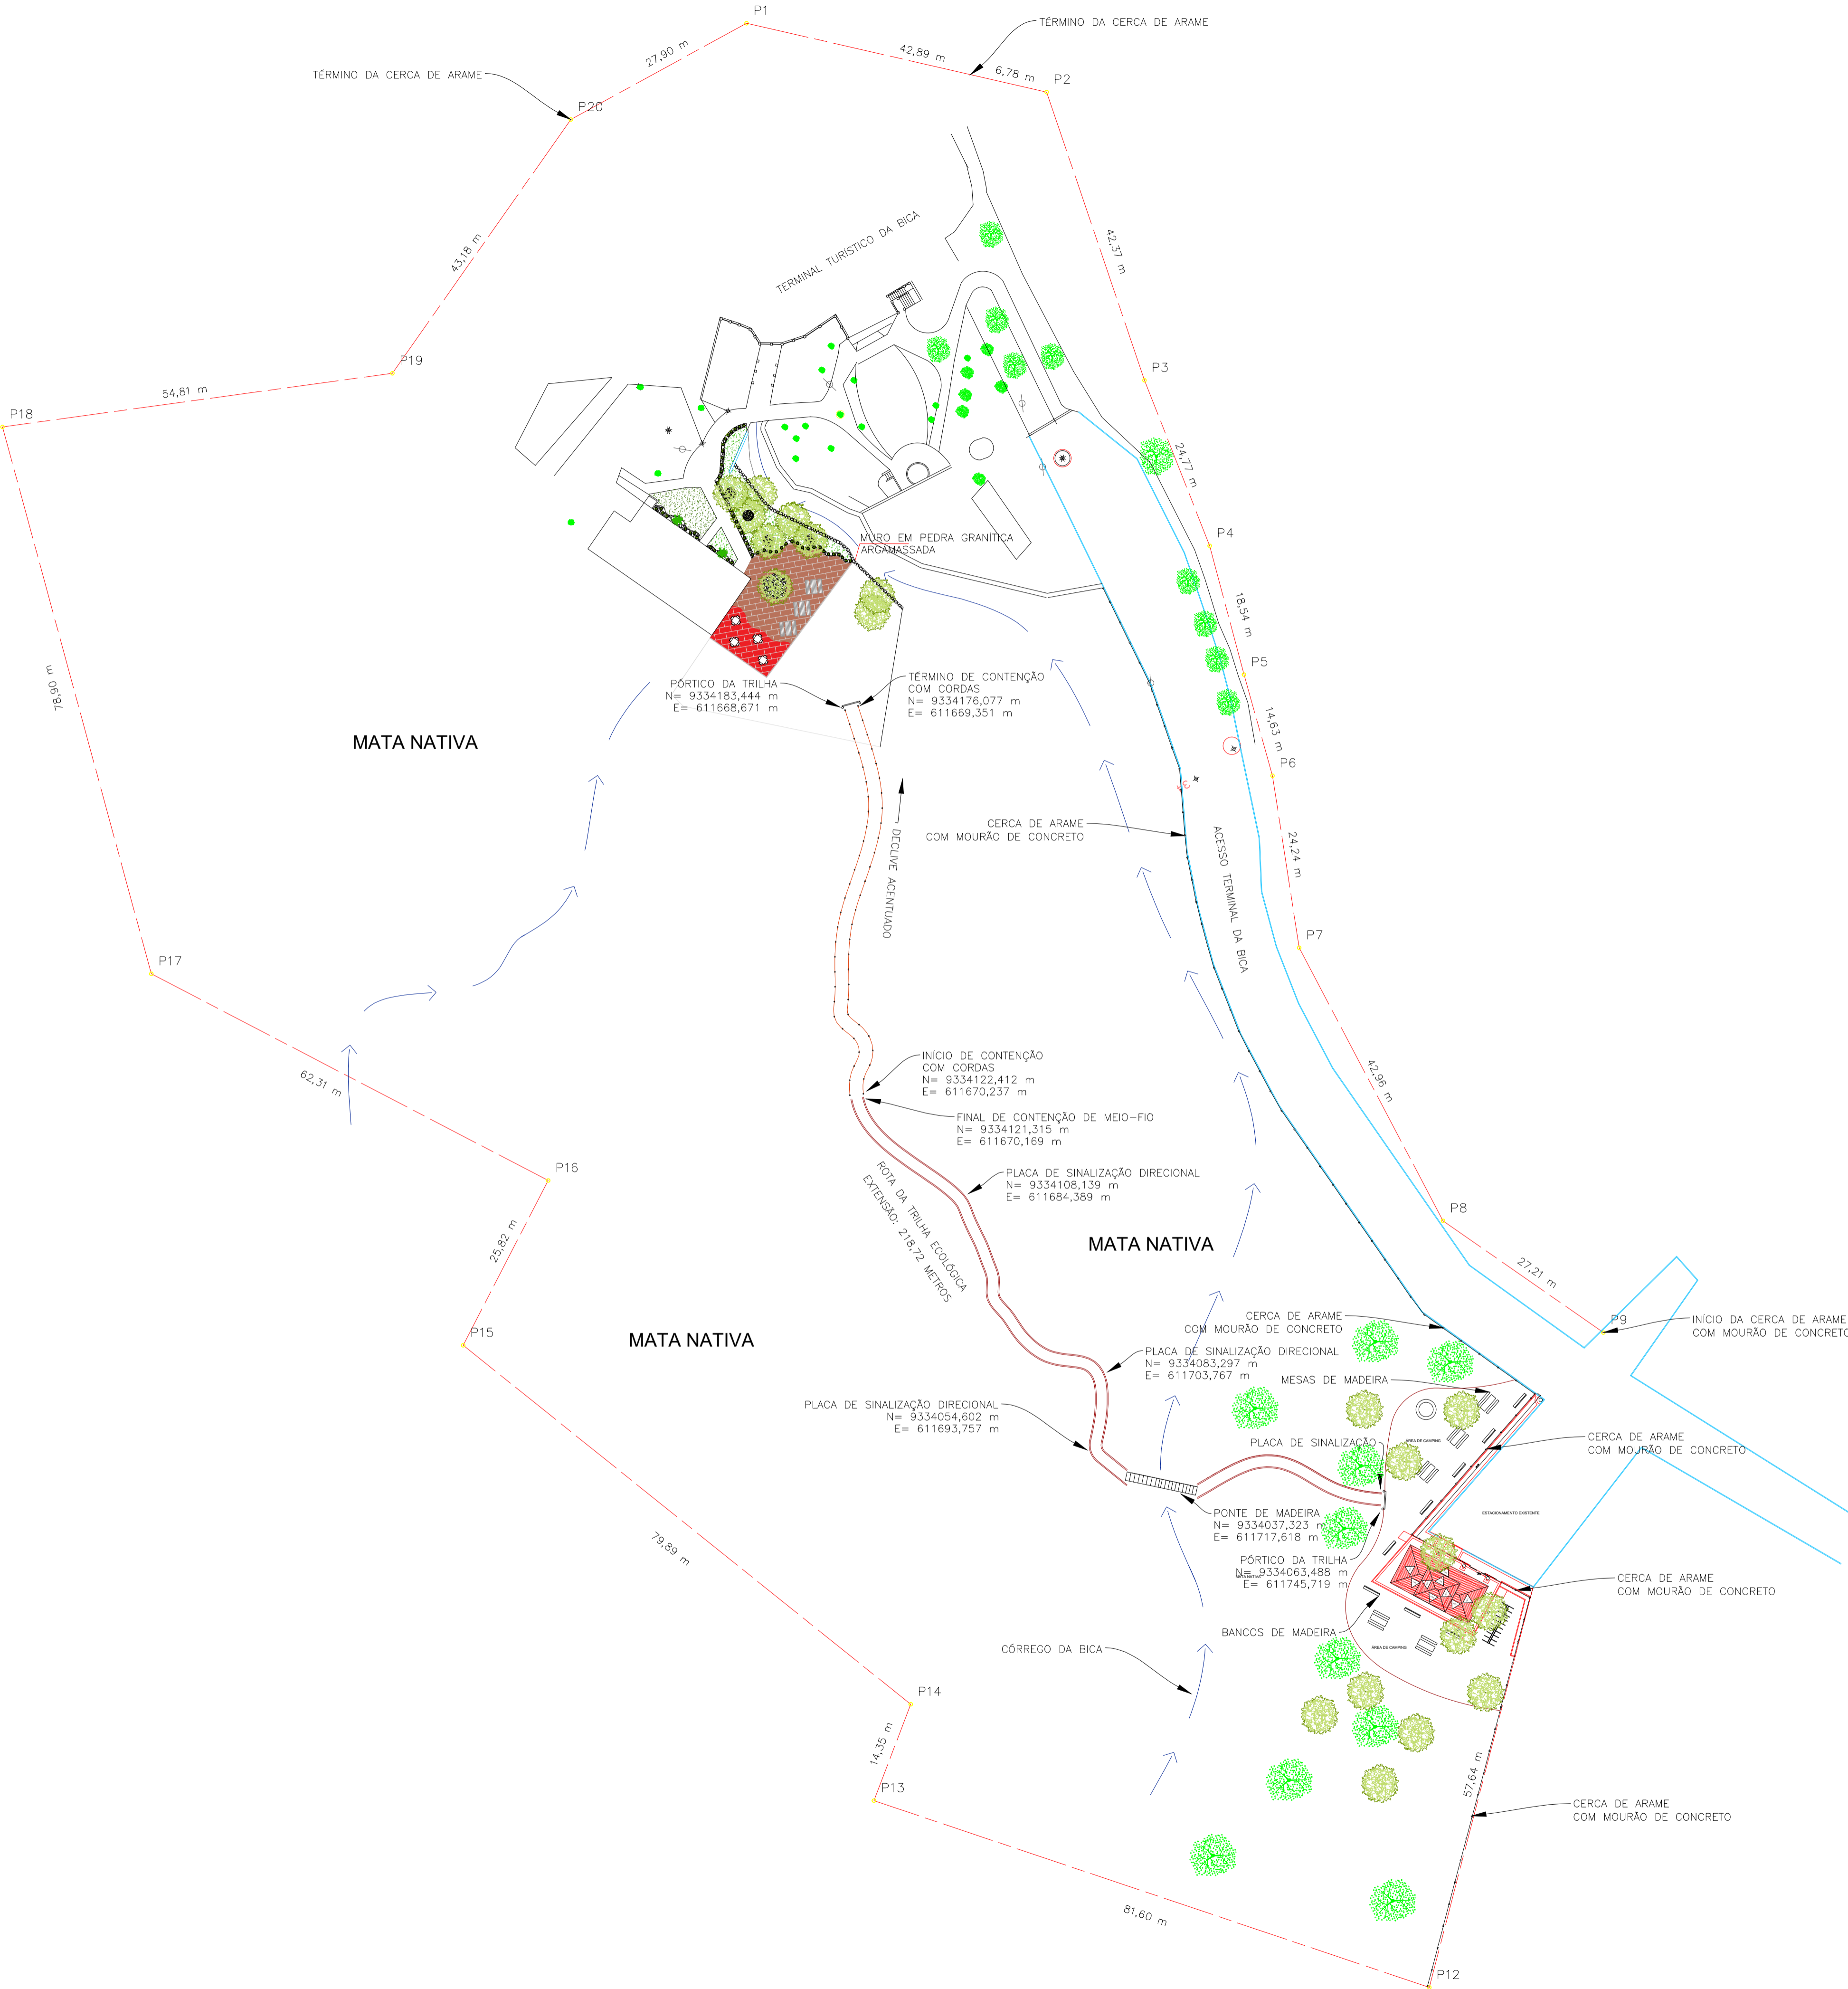 P1
TÉRMINO DA CERCA DE ARAME
27,90 m
42,89 m
6,78 m
TÉRMINO DA CERCA DE ARAME
P2
P20
TERMINAL TURÍSTICO DA BICA
42,37 m
43,18 m
P19
P3
54,81 m
P18
24,77 m
P4
MURO EM PEDRA GRANÍTICA
ARGAMASSADA
18,54 m
P5
78,90 m
PÓRTICO DA TRILHA
N= 9334183,444 m
E= 611668,671 m
TÉRMINO DE CONTENÇÃO
COM CORDAS
N= 9334176,077 m
E= 611669,351 m
14,63 m
MATA NATIVA
P6
CERCA DE ARAME
COM MOURÃO DE CONCRETO
24,24 m
DECLIVE ACENTUADO
ACESSO TERMINAL DA BICA
P7
P17
INÍCIO DE CONTENÇÃO
COM CORDAS
N= 9334122,412 m
E= 611670,237 m
62,31 m
42,96 m
FINAL DE CONTENÇÃO DE MEIO-FIO
N= 9334121,315 m
E= 611670,169 m
P16
PLACA DE SINALIZAÇÃO DIRECIONAL
N= 9334108,139 m
E= 611684,389 m
ROTA DA TRILHA ECOLÓGICA
EXTENSÃO: 218,72 METROS
P8
25,82 m
MATA NATIVA
27,21 m
P9
INÍCIO DA CERCA DE ARAME
COM MOURÃO DE CONCRETO
CERCA DE ARAME
COM MOURÃO DE CONCRETO
P15
MATA NATIVA
PLACA DE SINALIZAÇÃO DIRECIONAL
N= 9334083,297 m
E= 611703,767 m
MESAS DE MADEIRA
PLACA DE SINALIZAÇÃO DIRECIONAL
N= 9334054,602 m
E= 611693,757 m
PLACA DE SINALIZAÇÃO
ÁREA DE CAMPING
CERCA DE ARAME
COM MOURÃO DE CONCRETO
ESTACIONAMENTO EXISTENTE
PONTE DE MADEIRA
N= 9334037,323 m
E= 611717,618 m
79,89 m
PÓRTICO DA TRILHA
N= 9334063,488 m
MATA NATIVA
E= 611745,719 m
CERCA DE ARAME
COM MOURÃO DE CONCRETO
BANCOS DE MADEIRA
ÁREA DE CAMPING
CÓRREGO DA BICA
P14
14,35 m
57,64 m
P13
CERCA DE ARAME
COM MOURÃO DE CONCRETO
81,60 m
P12